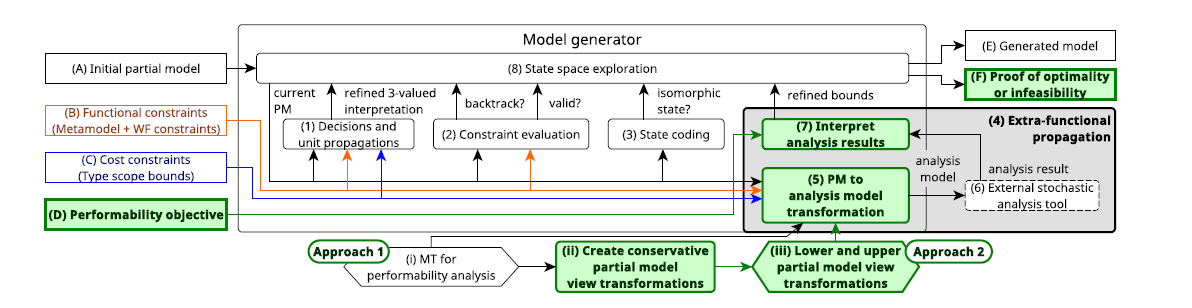 Model generator
(A) Initial partial model
(8) State space exploration
(E) Generated model
(F) Proof of optimality
or infeasibility
current
PM
refined 3-valued
interpretation
backtrack?
valid?
isomorphic
state?
refined bounds
(B) Functional constraints
(Metamodel + WF constraints)
(1) Decisions and
unit propagations
(2) Constraint evaluation
(3) State coding
(7) Interpret
analysis results
(4) Extra-functional
propagation
(C) Cost constraints
(Type scope bounds)
analysis
model
analysis result
(5) PM to
analysis model
transformation
(6) External stochastic
analysis tool
(D) Performability objective
Approach 1
(i) MT for
performability analysis
(ii) Create conservative
partial model
view transformations
(iii) Lower and upper
partial model view
transformations
Approach 2